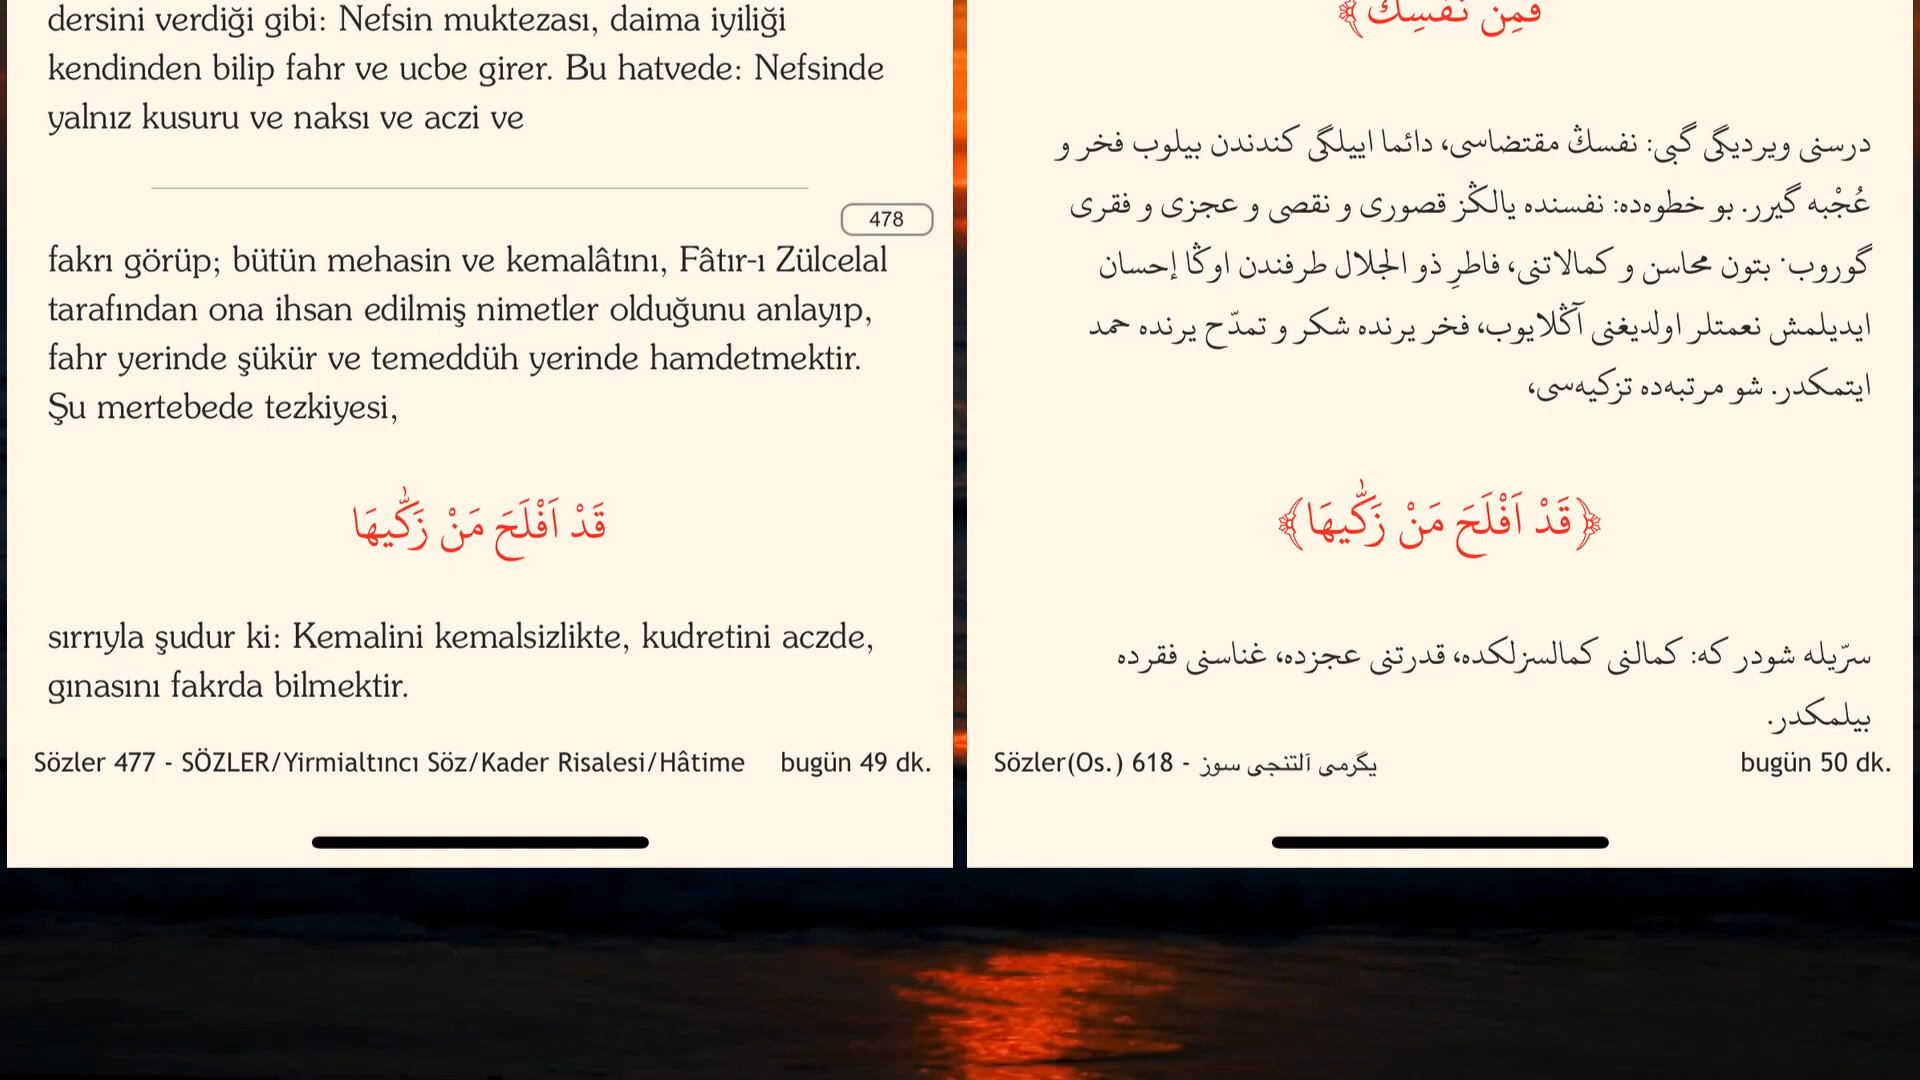 dersini verdiği gibi: Nefsin muktezası, daima iyiliği
kendinden bilip fahr ve ucbe girer. Bu hatvede: Nefsinde
yalnız kusuru ve naksı ve aczi ve
478
fakrı görüp; bütün mehasin ve kemalâtını, Fâtır-ı Zülcelal
tarafından ona ihsan edilmiş nimetler olduğunu anlayıp,
fahr yerinde şükür ve temeddüh yerinde hamdetmektir.
Şu mertebede tezkiyesi,
قَدْ اَفْلَحَ مَنْ زَكّٰيهَا
sırrıyla şudur ki: Kemalini kemalsizlikte, kudretini aczde,
gınasını fakrda bilmektir.
Sözler 477 - SÖZLER/Yirmialtıncı Söz/Kader Risalesi/Hâtime bugün 49 dk.
فَمِنْ نَفْسِكَ﴾
درسنى ويرديگى گبى: نفسڭ مقتضاسى، دائما اييلگى كندندن بيلوب فخر و
عُجْبه گيرر. بو خطوه‌ده: نفسنده يالڭز قصورى و نقصى و عجزى و فقرى
گوروب؛ بتون محاسن و كمالاتنى، فاطرِ ذو الجلال طرفندن اوڭا إحسان
ايديلمش نعمتلر اولديغنى آڭلايوب، فخر يرنده شكر و تمدّح يرنده حمد
ايتمكدر. شو مرتبه‌ده تزكيه‌سى،
﴿قَدْ اَفْلَحَ مَنْ زَكّٰيهَا﴾
سرّيله شودر كه: كمالنى كمالسزلكده، قدرتنى عجزده، غناسنى فقرده
بيلمكدر.
Sözler(Os.) 618 - يگرمى آلتنجى سوز bugün 50 dk.